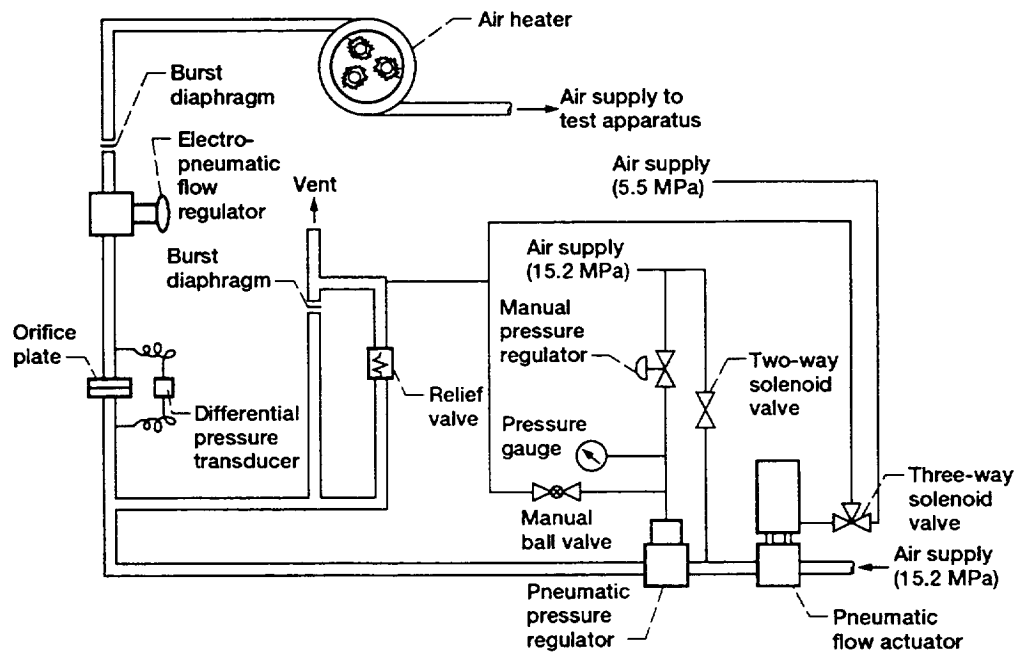 Air heater
Burst
diaphragm
Air supply to
test apparatus
Electro-
pneumatic
flow
regulator
Air supply
(5.5 MPa)
Vent
Burst
diaphragm
Air supply
(15.2 MPa)
Manual
pressure
regulator
Orifice
plate
Two-way
solenoid
valve
Relief
valve
Differential
pressure
transducer
Pressure
gauge
Three-way
solenoid
valve
Manual
ball valve
Air supply
(15.2 MPa)
Pneumatic
pressure
regulator
Pneumatic
flow actuator